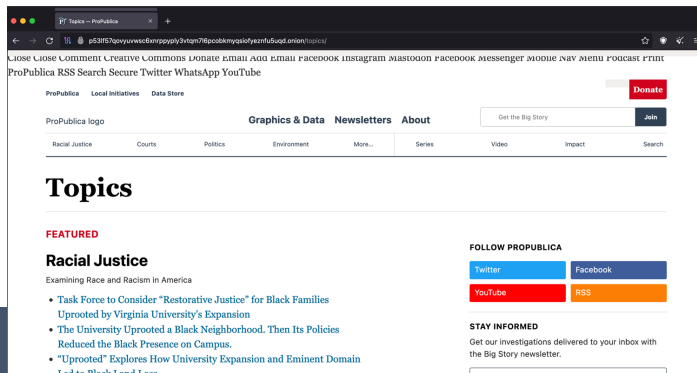 Topics — ProPublica
p53lf57qovyuvwsc6xnrppyply3vtqm7l6pcobkmyqsiofyeznfu5uqd.onion/topics/
Close Close Comment Creative Commons Donate Email Add Email Facebook Instagram Mastodon Facebook Messenger Mobile Nav Menu Podcast Print
ProPublica RSS Search Secure Twitter WhatsApp YouTube
ProPublica Local Initiatives Data Store
Donate
ProPublica logo
Graphics & Data Newsletters About
Get the Big Story
Join
Racial Justice Courts Politics Environment More... Series Video Impact Search
Topics
FEATURED
Racial Justice
Examining Race and Racism in America
• Task Force to Consider “Restorative Justice” for Black Families
Uprooted by Virginia University’s Expansion
• The University Uprooted a Black Neighborhood. Then Its Policies
Reduced the Black Presence on Campus.
• “Uprooted” Explores How University Expansion and Eminent Domain
Led to Black Land Loss
FOLLOW PROPUBLICA
Twitter Facebook
YouTube RSS
STAY INFORMED
Get our investigations delivered to your inbox with
the Big Story newsletter.